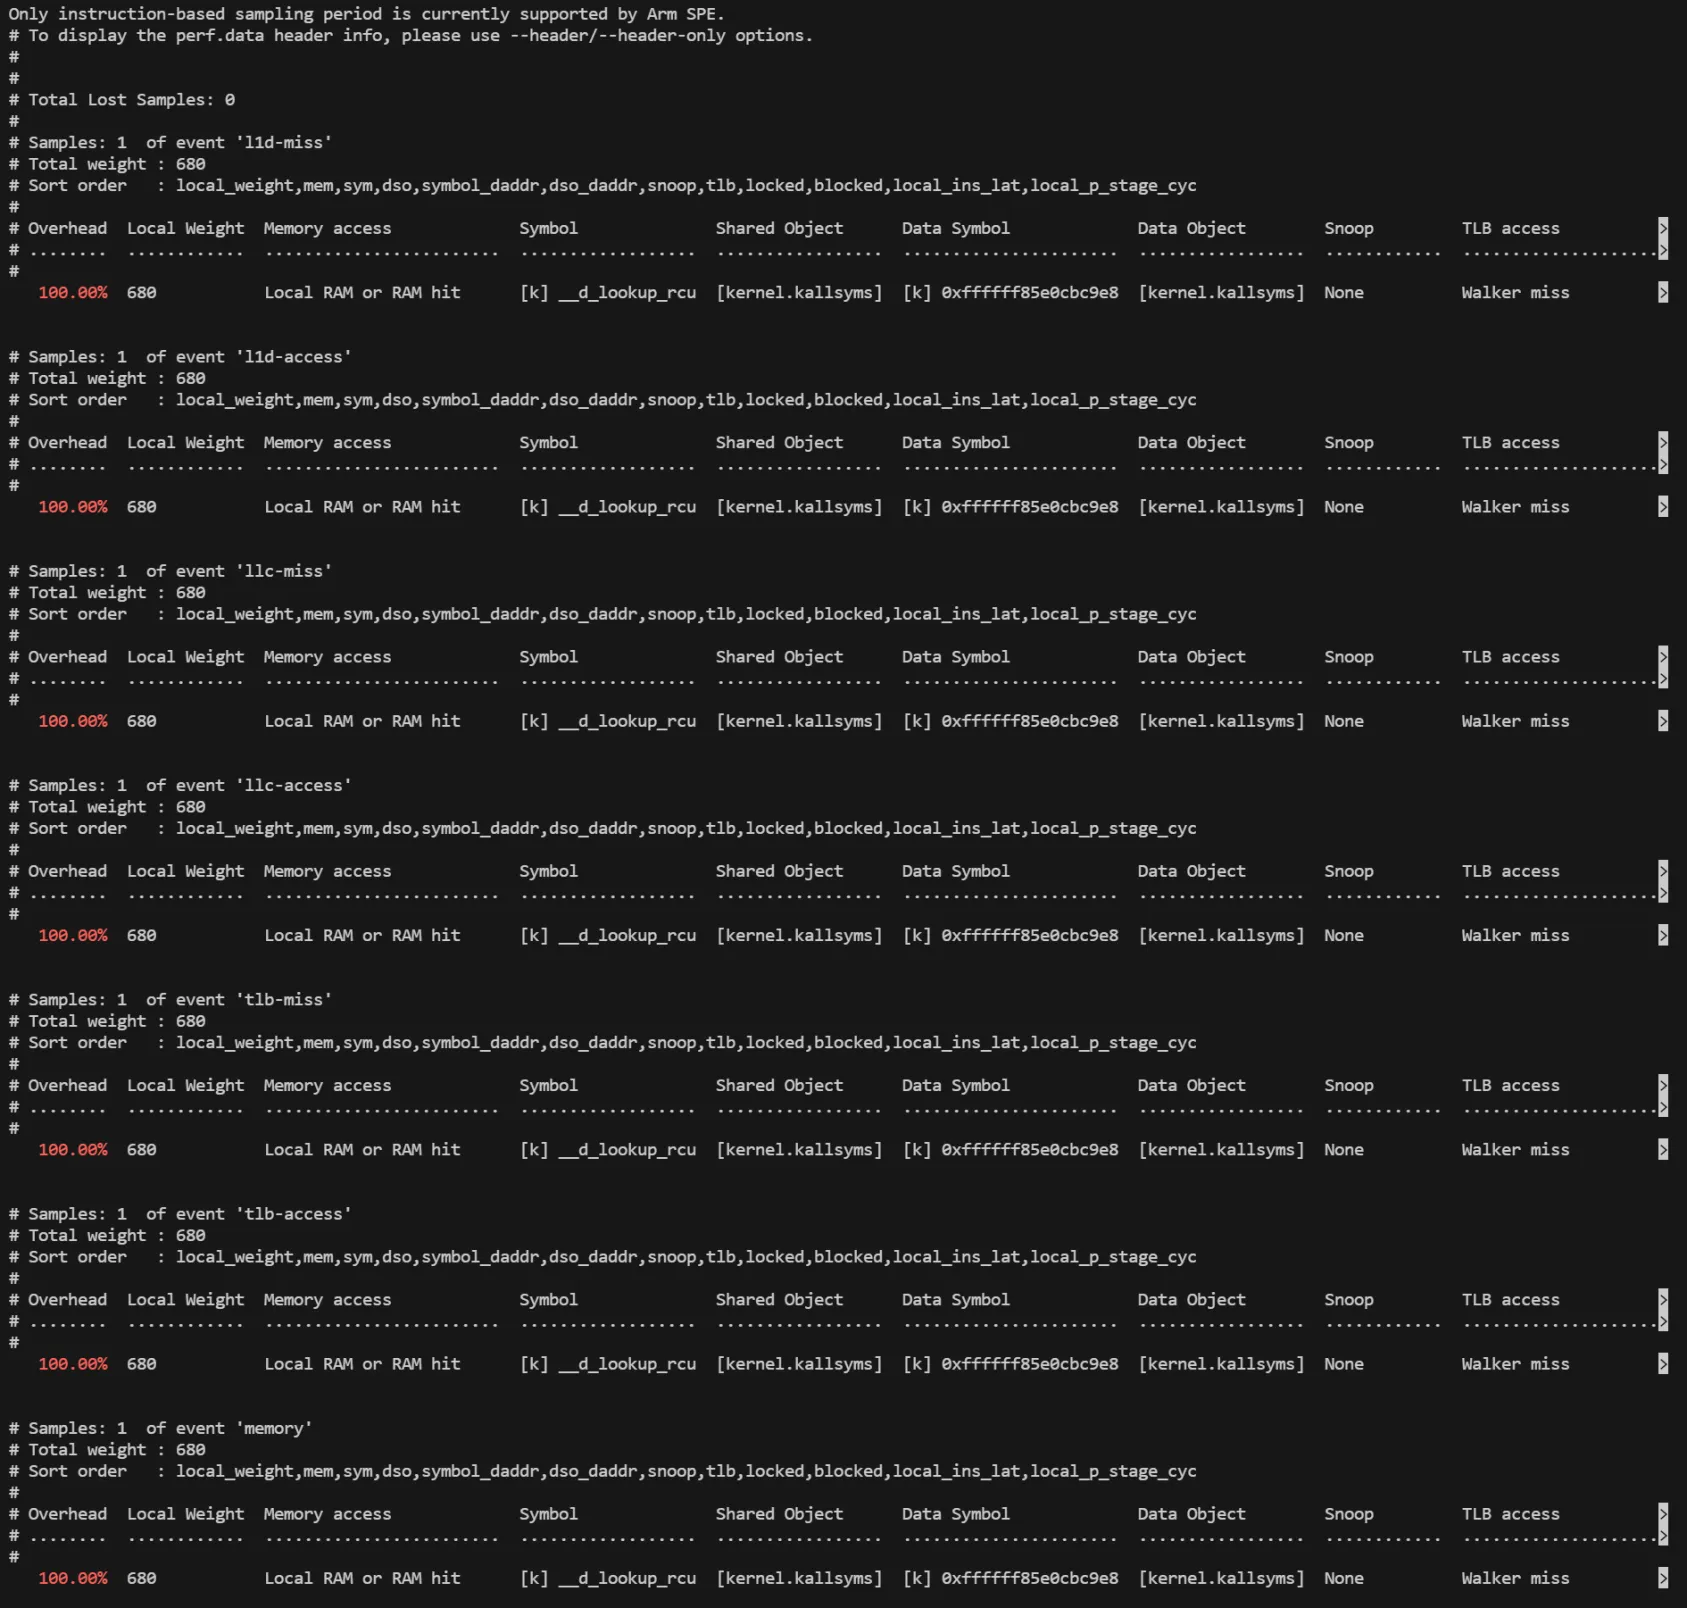 Only instruction-based sampling period is currently supported by Arm SPE.
# To display the perf.data header info, please use --header/--header-only options.
#
#
# Total Lost Samples: 0
#
# Samples: 1  of event 'l1d-miss'
# Total weight : 680
# Sort order   : local_weight,mem,sym,dso,symbol_daddr,dso_daddr,snoop,tlb,locked,blocked,local_ins_lat,local_p_stage_cyc
#
# Overhead  Local Weight  Memory access             Symbol              Shared Object      Data Symbol             Data Object        Snoop         TLB access          >
# ........  ............  ........................  ..................  .................  ......................  .................  ............  ....................>
#
   100.00%  680           Local RAM or RAM hit      [k] __d_lookup_rcu  [kernel.kallsyms]  [k] 0xffffff85e0cbc9e8  [kernel.kallsyms]  None          Walker miss         >
# Samples: 1  of event 'l1d-access'
# Total weight : 680
# Sort order   : local_weight,mem,sym,dso,symbol_daddr,dso_daddr,snoop,tlb,locked,blocked,local_ins_lat,local_p_stage_cyc
#
# Overhead  Local Weight  Memory access             Symbol              Shared Object      Data Symbol             Data Object        Snoop         TLB access          >
# ........  ............  ........................  ..................  .................  ......................  .................  ............  ....................>
#
   100.00%  680           Local RAM or RAM hit      [k] __d_lookup_rcu  [kernel.kallsyms]  [k] 0xffffff85e0cbc9e8  [kernel.kallsyms]  None          Walker miss         >
# Samples: 1  of event 'llc-miss'
# Total weight : 680
# Sort order   : local_weight,mem,sym,dso,symbol_daddr,dso_daddr,snoop,tlb,locked,blocked,local_ins_lat,local_p_stage_cyc
#
# Overhead  Local Weight  Memory access             Symbol              Shared Object      Data Symbol             Data Object        Snoop         TLB access          >
# ........  ............  ........................  ..................  .................  ......................  .................  ............  ....................>
#
   100.00%  680           Local RAM or RAM hit      [k] __d_lookup_rcu  [kernel.kallsyms]  [k] 0xffffff85e0cbc9e8  [kernel.kallsyms]  None          Walker miss         >
# Samples: 1  of event 'llc-access'
# Total weight : 680
# Sort order   : local_weight,mem,sym,dso,symbol_daddr,dso_daddr,snoop,tlb,locked,blocked,local_ins_lat,local_p_stage_cyc
#
# Overhead  Local Weight  Memory access             Symbol              Shared Object      Data Symbol             Data Object        Snoop         TLB access          >
# ........  ............  ........................  ..................  .................  ......................  .................  ............  ....................>
#
   100.00%  680           Local RAM or RAM hit      [k] __d_lookup_rcu  [kernel.kallsyms]  [k] 0xffffff85e0cbc9e8  [kernel.kallsyms]  None          Walker miss         >
# Samples: 1  of event 'tlb-miss'
# Total weight : 680
# Sort order   : local_weight,mem,sym,dso,symbol_daddr,dso_daddr,snoop,tlb,locked,blocked,local_ins_lat,local_p_stage_cyc
#
# Overhead  Local Weight  Memory access             Symbol              Shared Object      Data Symbol             Data Object        Snoop         TLB access          >
# ........  ............  ........................  ..................  .................  ......................  .................  ............  ....................>
#
   100.00%  680           Local RAM or RAM hit      [k] __d_lookup_rcu  [kernel.kallsyms]  [k] 0xffffff85e0cbc9e8  [kernel.kallsyms]  None          Walker miss         >
# Samples: 1  of event 'tlb-access'
# Total weight : 680
# Sort order   : local_weight,mem,sym,dso,symbol_daddr,dso_daddr,snoop,tlb,locked,blocked,local_ins_lat,local_p_stage_cyc
#
# Overhead  Local Weight  Memory access             Symbol              Shared Object      Data Symbol             Data Object        Snoop         TLB access          >
# ........  ............  ........................  ..................  .................  ......................  .................  ............  ....................>
#
   100.00%  680           Local RAM or RAM hit      [k] __d_lookup_rcu  [kernel.kallsyms]  [k] 0xffffff85e0cbc9e8  [kernel.kallsyms]  None          Walker miss         >
# Samples: 1  of event 'memory'
# Total weight : 680
# Sort order   : local_weight,mem,sym,dso,symbol_daddr,dso_daddr,snoop,tlb,locked,blocked,local_ins_lat,local_p_stage_cyc
#
# Overhead  Local Weight  Memory access             Symbol              Shared Object      Data Symbol             Data Object        Snoop         TLB access          >
# ........  ............  ........................  ..................  .................  ......................  .................  ............  ....................>
#
   100.00%  680           Local RAM or RAM hit      [k] __d_lookup_rcu  [kernel.kallsyms]  [k] 0xffffff85e0cbc9e8  [kernel.kallsyms]  None          Walker miss         >